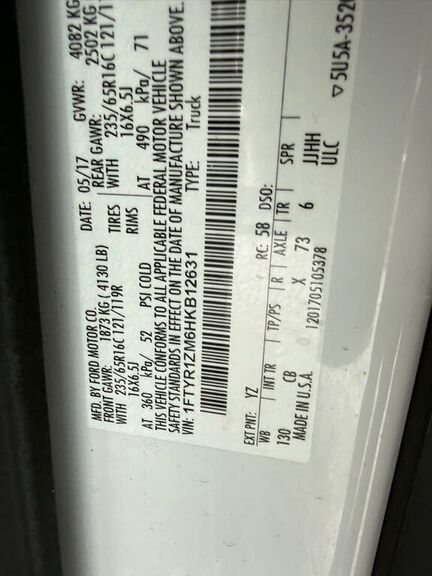 MFD. BY FORD MOTOR CO.
DATE: 05/17 GVWR: 4082 KG
FRONT GAWR: 1873 KG ( 4130 LB) REAR GAWR: 2502 KG
WITH 235/65R16C 121/119R TIRES WITH 235/65R16C 121/11
16X6.5J RIMS 16X6.5J
AT 360 kPa/ 52 PSI COLD AT 490 kPa/ 71
THIS VEHICLE CONFORMS TO ALL APPLICABLE FEDERAL MOTOR VEHICLE
SAFETY STANDARDS IN EFFECT ON THE DATE OF MANUFACTURE SHOWN ABOVE.
VIN: 1FTYR1ZM6HKB12631 TYPE: Truck
EXT PNT: YZ RC: 58 DSO:
WB INT TR TP/PS R AXLE TR SPR
130 CB X 73 6 JJHH
MADE IN U.S.A. 1201705105378 ULC
▽5U5A-3520